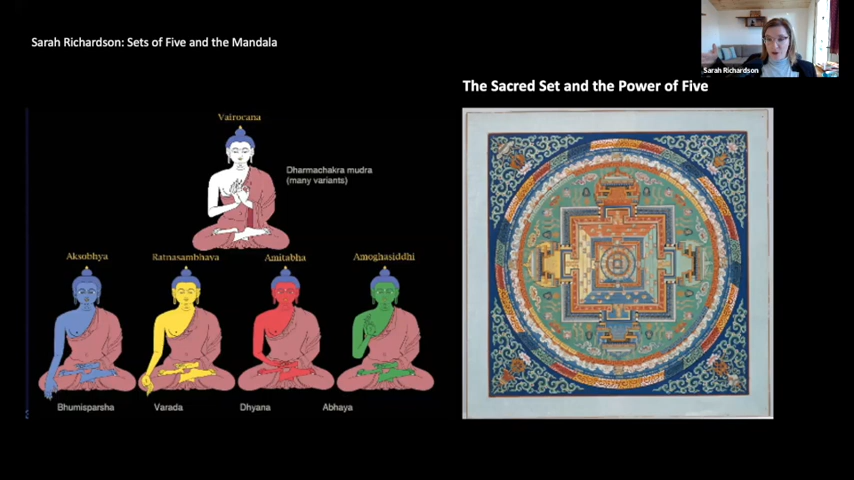 Sarah Richardson: Sets of Five and the Mandala
Sarah Richardson
The Sacred Set and the Power of Five
Vairocana
Dharmachakra mudra
(many variants)
Aksobhya
Ratnasambhava
Amitabha
Amoghasiddhi
Bhumisparsha
Varada
Dhyana
Abhaya